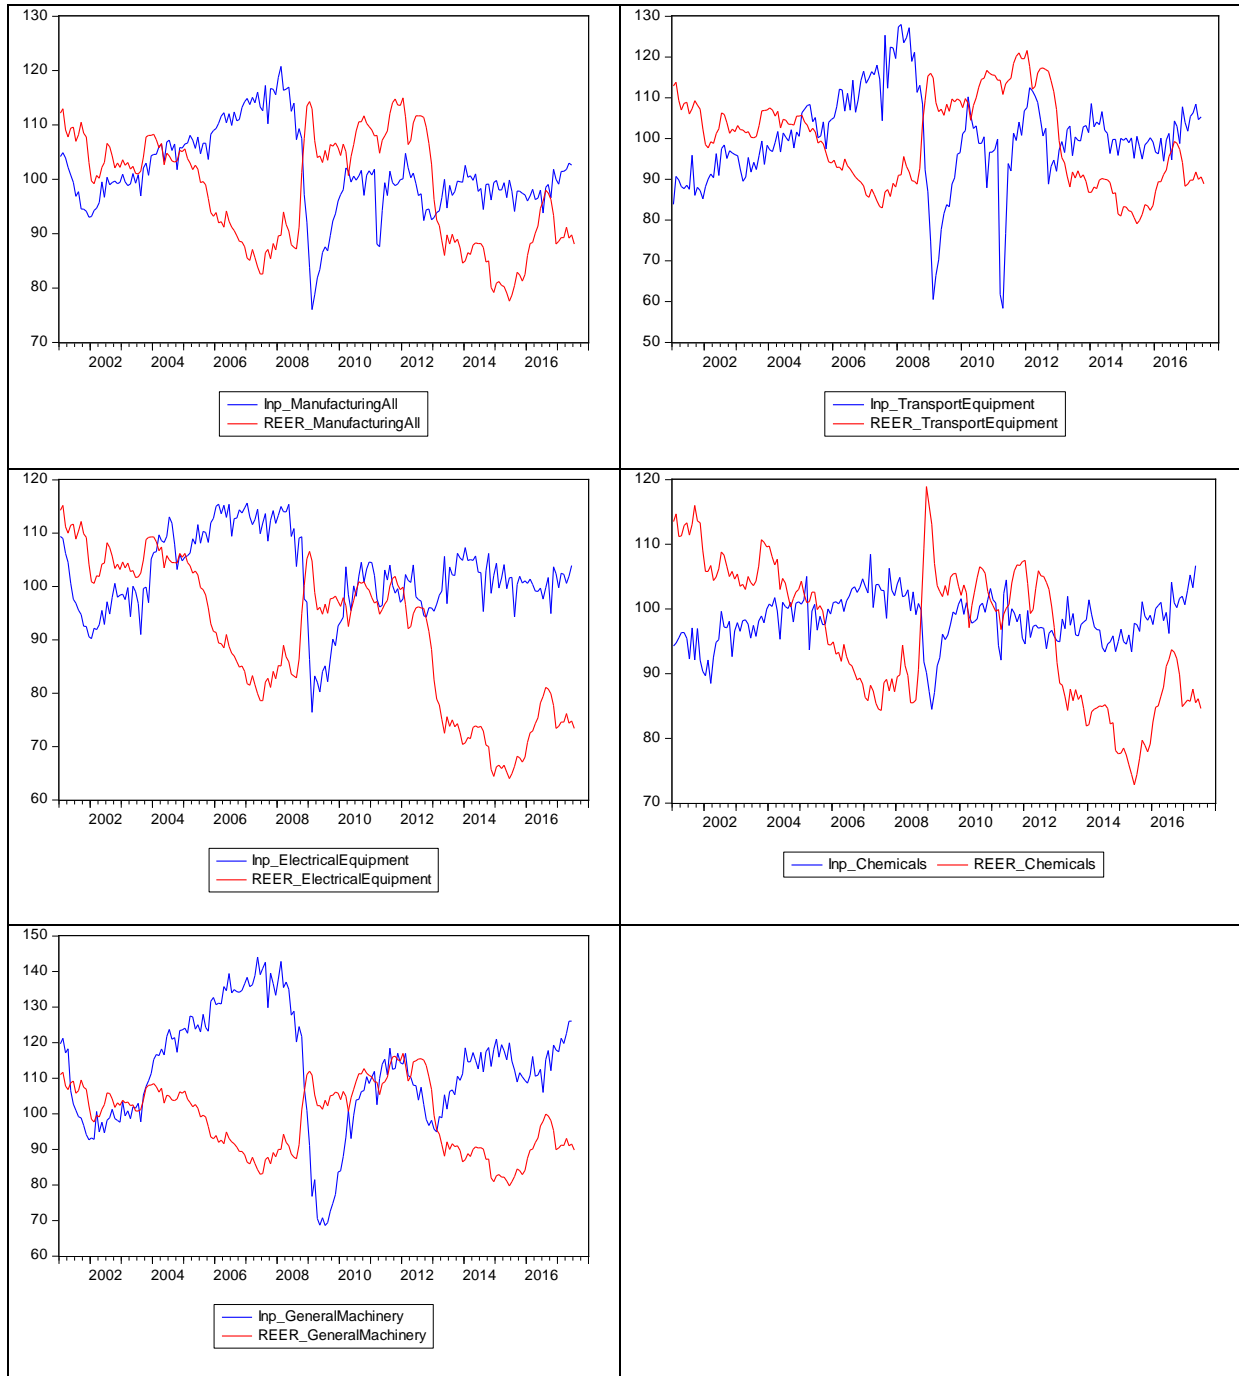 130
120
110
100
90
80
70
2002 2004 2006 2008 2010 2012 2014 2016
Inp_ManufacturingAll
REER_ManufacturingAll
130
120
110
100
90
80
70
60
50
2002 2004 2006 2008 2010 2012 2014 2016
Inp_TransportEquipment
REER_TransportEquipment
120
110
100
90
80
70
60
2002 2004 2006 2008 2010 2012 2014 2016
Inp_ElectricalEquipment
REER_ElectricalEquipment
120
110
100
90
80
70
2002 2004 2006 2008 2010 2012 2014 2016
Inp_Chemicals REER_Chemicals
150
140
130
120
110
100
90
80
70
60
2002 2004 2006 2008 2010 2012 2014 2016
Inp_GeneralMachinery
REER_GeneralMachinery